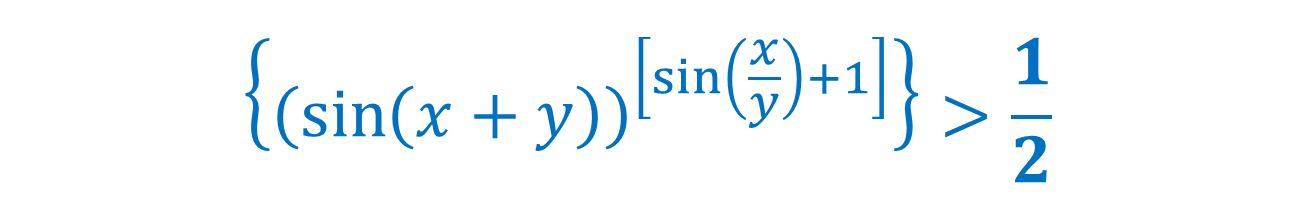 {(sin(x + y))^[sin(x/y)+1]} > 1/2